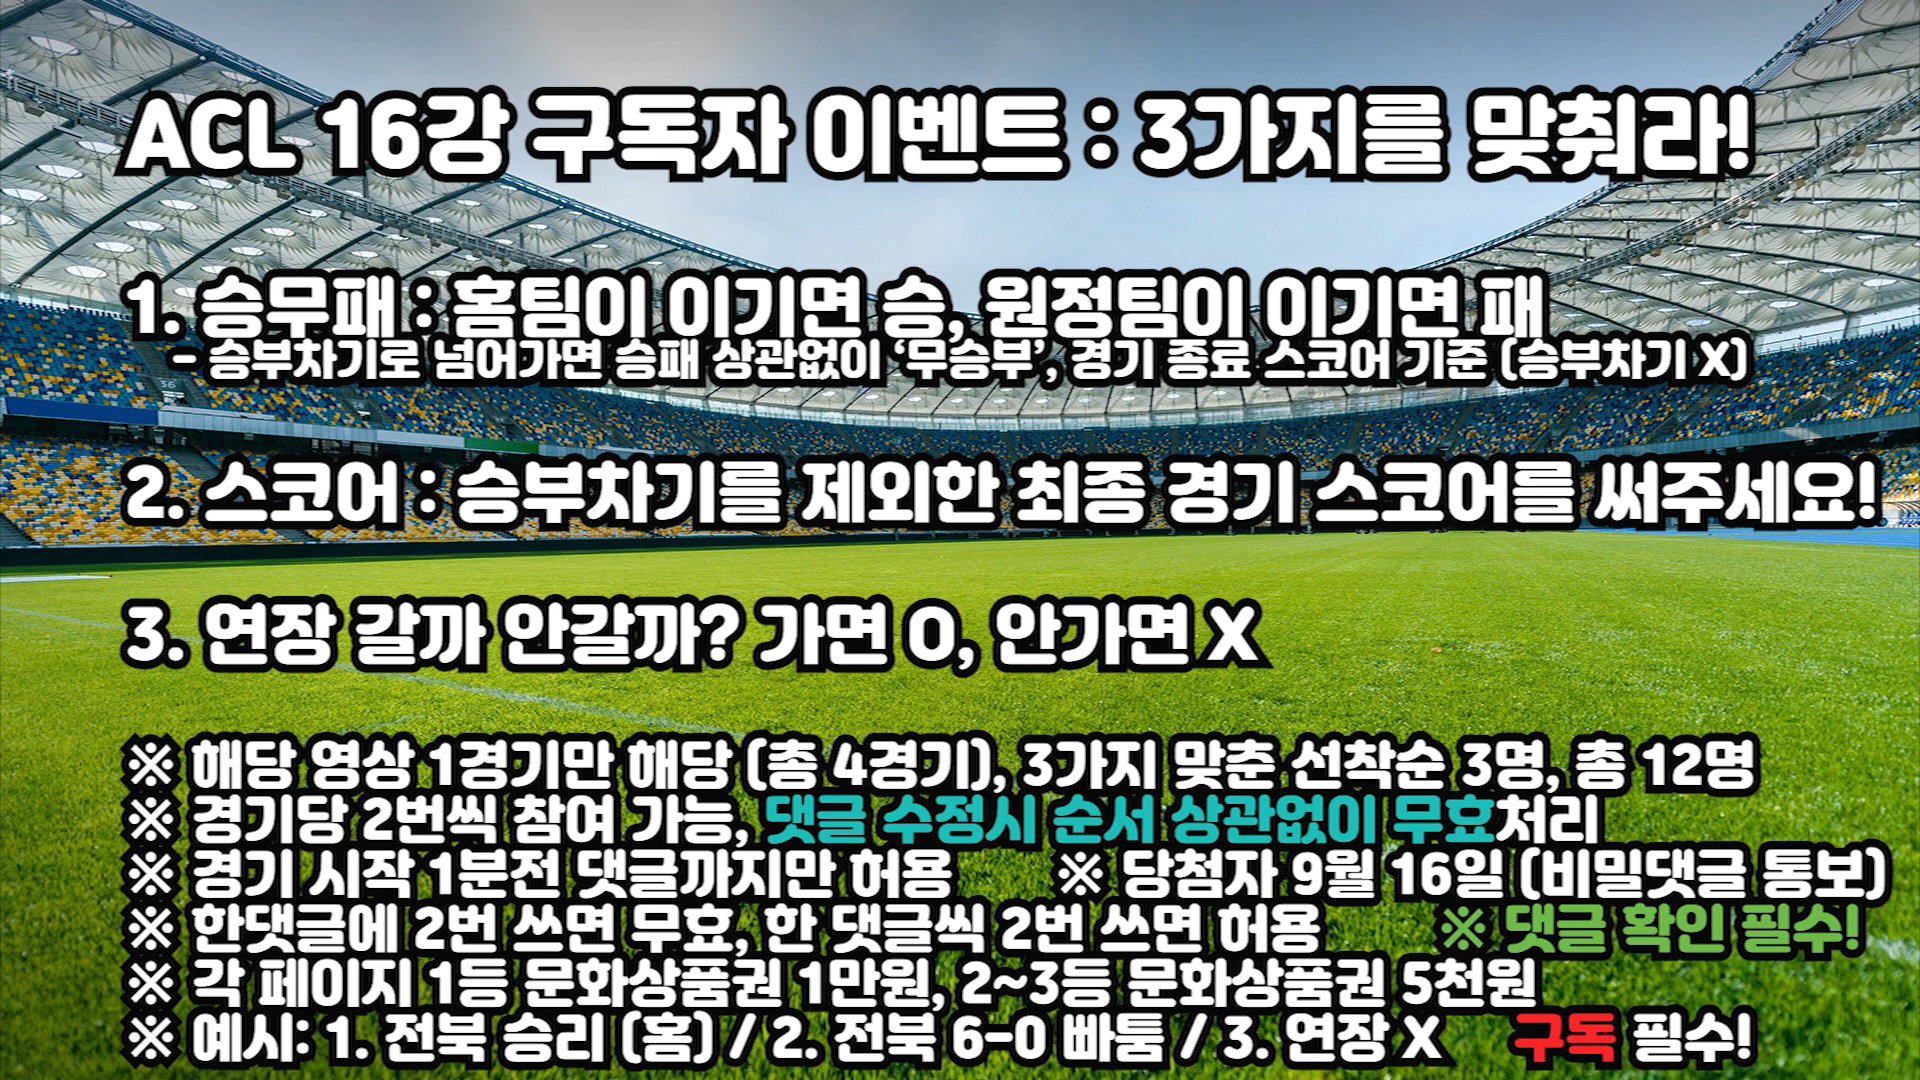 ACL 16강 구독자 이벤트 : 3가지를 맞춰라!
1. 승무패 : 홈팀이 이기면 승, 원정팀이 이기면 패
- 승부차기로 넘어가면 승패 상관없이 ‘무승부’, 경기 종료 스코어 기준 (승부차기 X)
2. 스코어 : 승부차기를 제외한 최종 경기 스코어를 써주세요!
3. 연장 갈까 안갈까? 가면 O, 안가면 X
※ 해당 영상 1경기만 해당 (총 4경기), 3가지 맞춘 선착순 3명, 총 12명
※ 경기당 2번씩 참여 가능, 댓글 수정시 순서 상관없이 무효처리
※ 경기 시작 1분전 댓글까지만 허용 ※ 당첨자 9월 16일 (비밀댓글 통보)
※ 한댓글에 2번 쓰면 무효, 한 댓글씩 2번 쓰면 허용 ※ 댓글 확인 필수!
※ 각 페이지 1등 문화상품권 1만원, 2~3등 문화상품권 5천원
※ 예시: 1. 전북 승리 (홈) / 2. 전북 6-0 빠툼 / 3. 연장 X 구독 필수!